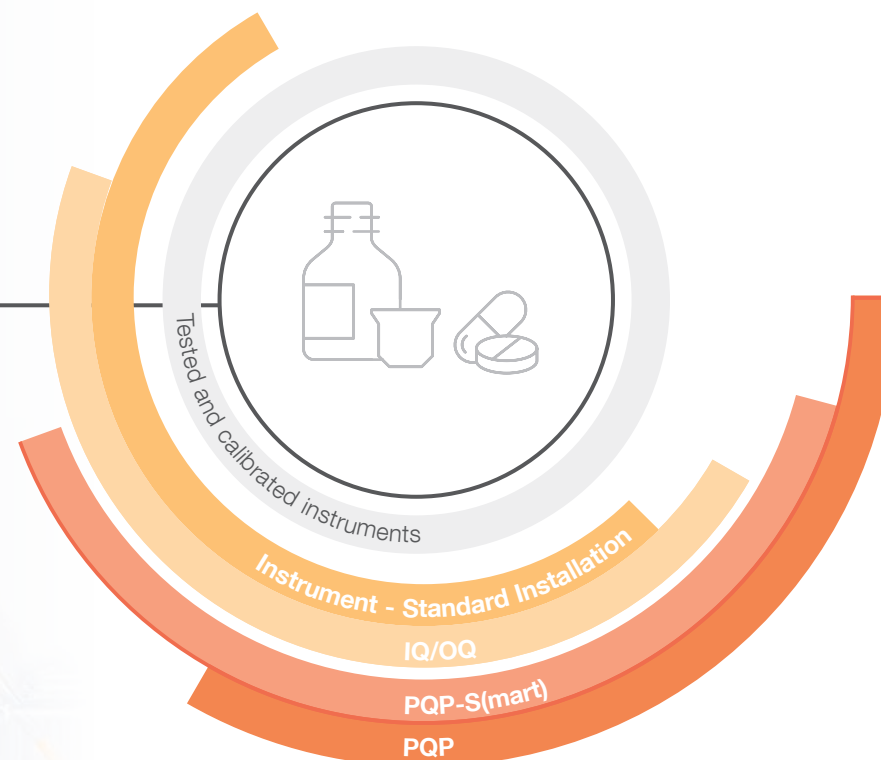 Tested and calibrated instruments
Instrument - Standard Installation
IQ/OQ
PQP-S(mart)
PQP